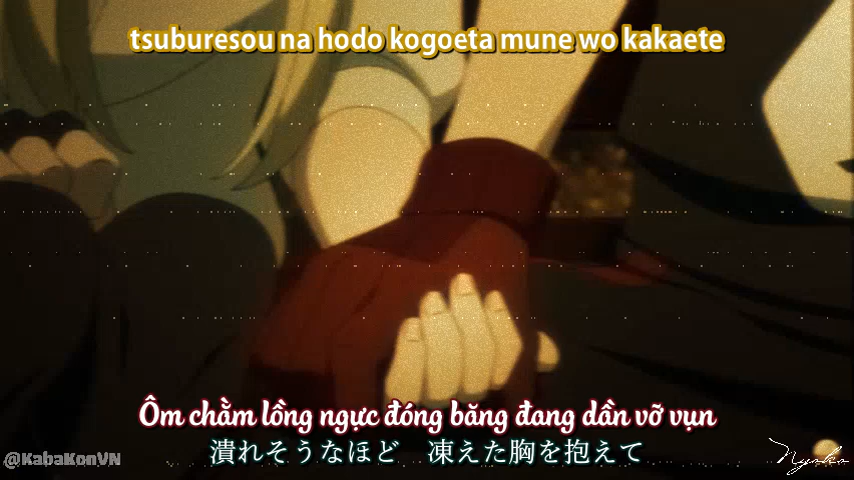 tsuburesou na hodo kogoeta mune wo kakaete
Ôm chằm lồng ngực đóng băng đang dần vỡ vụn
潰れそうなほど　凍えた胸を抱えて
@KabaKonVN
Nyoko